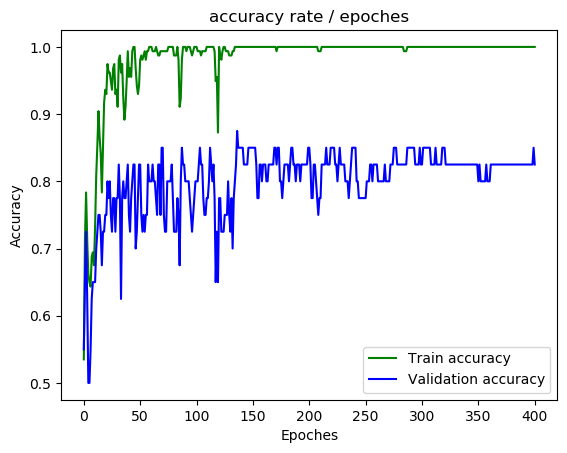 accuracy rate / epoches
1.0
0.9
0.8
0.7
0.6
0.5
Accuracy
Train accuracy
Validation accuracy
0 50 100 150 200 250 300 350 400
Epoches